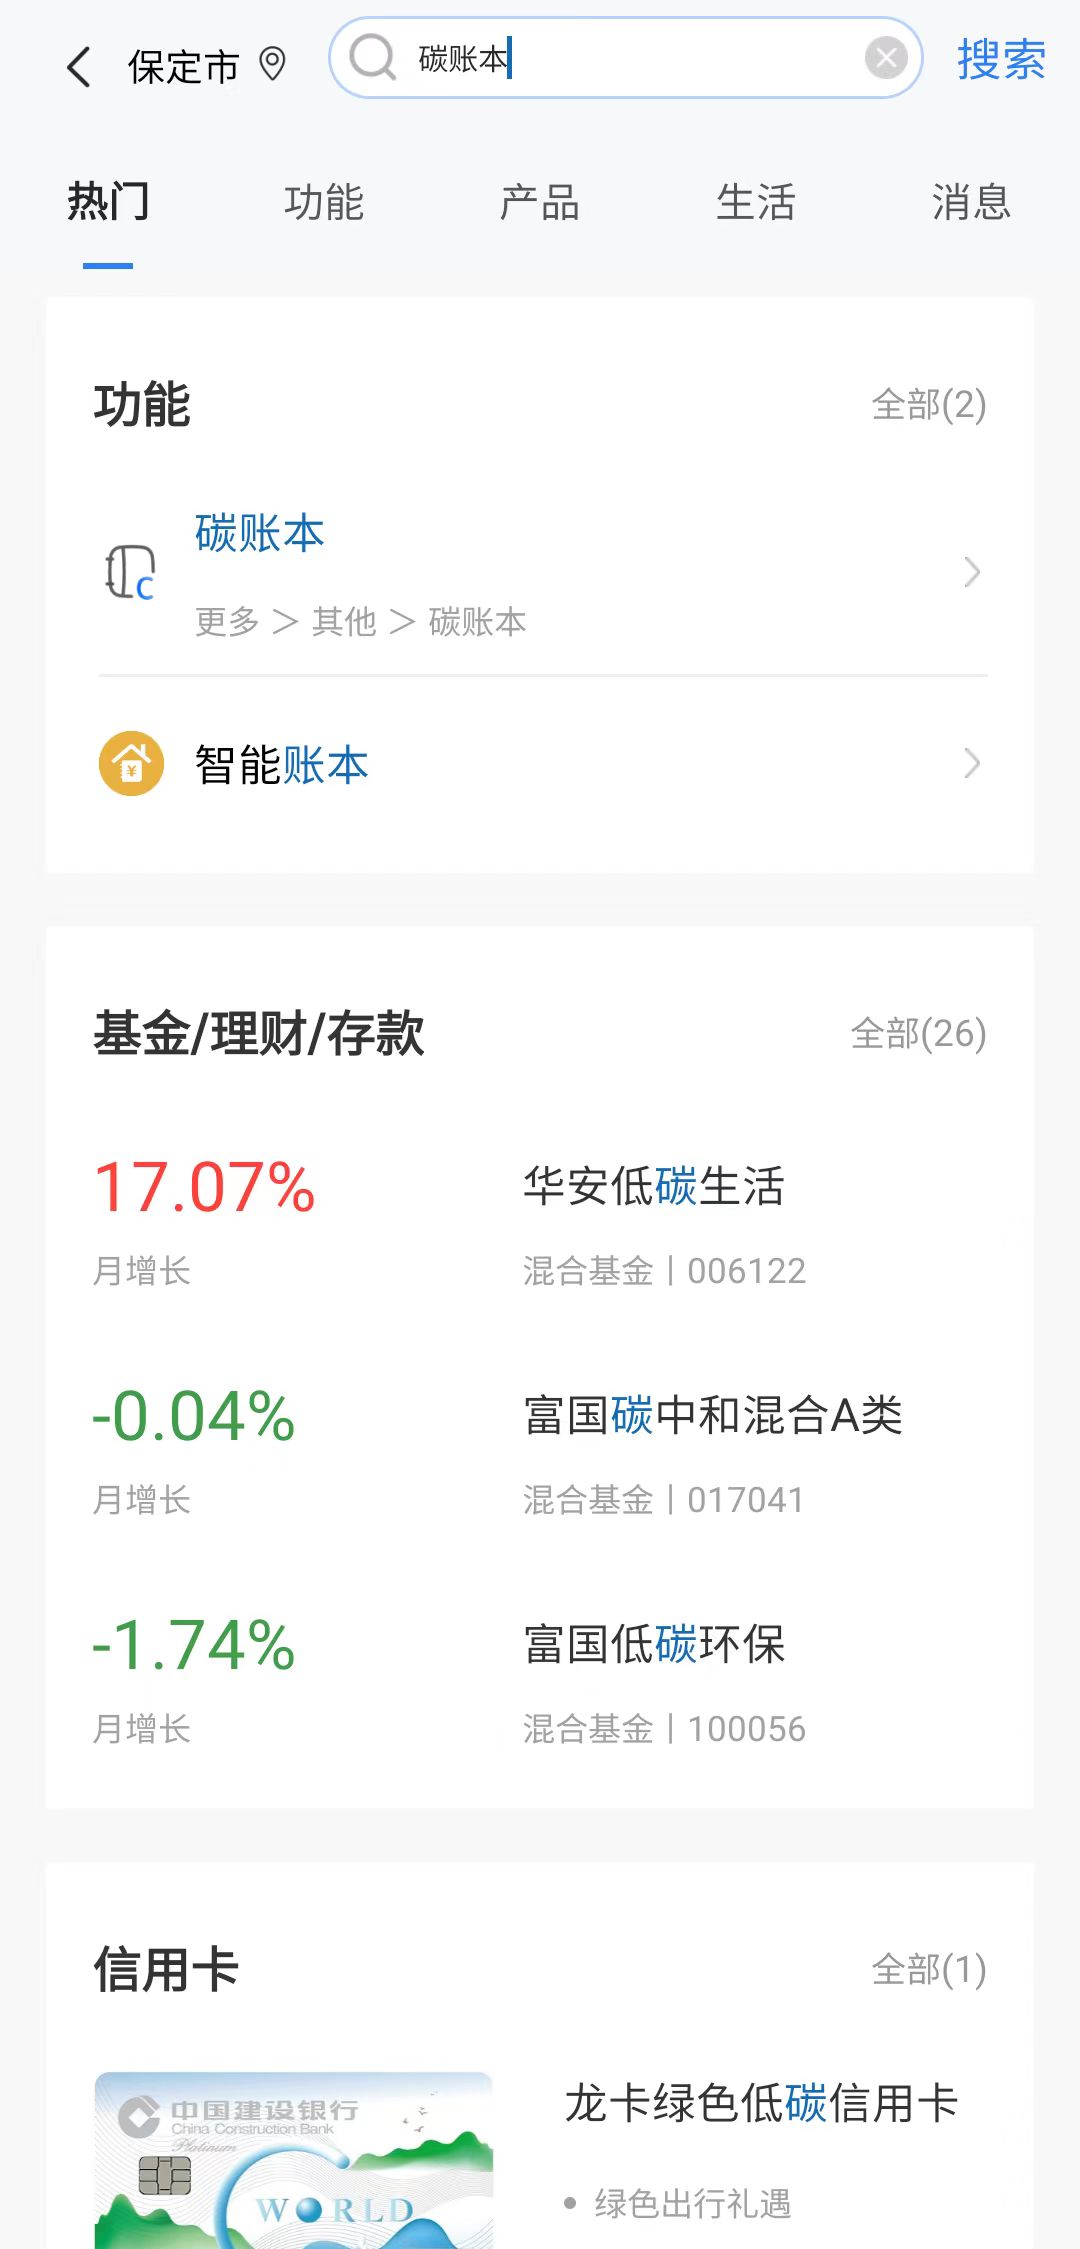 保定市 碳账本 搜索
热门 功能 产品 生活 消息
功能 全部(2)
碳账本
更多 > 其他 > 碳账本
智能账本
基金/理财/存款 全部(26)
17.07% 华安低碳生活
月增长 混合基金 | 006122
-0.04% 富国碳中和混合A类
月增长 混合基金 | 017041
-1.74% 富国低碳环保
月增长 混合基金 | 100056
信用卡 全部(1)
龙卡绿色低碳信用卡
• 绿色出行礼遇
中国建设银行
China Construction Bank
Platinum
WORLD